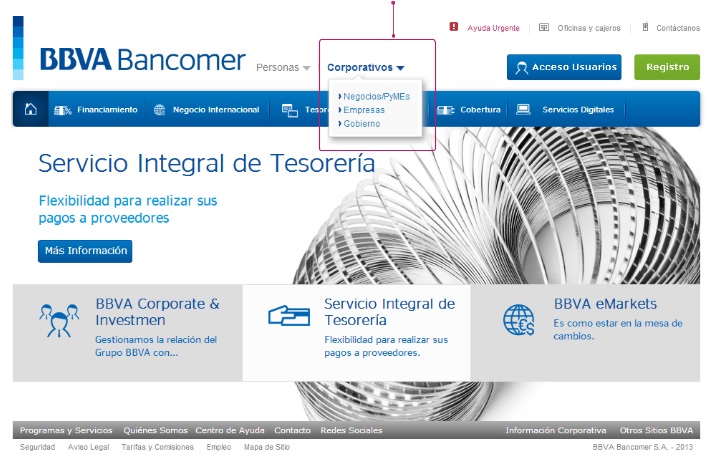 Ayuda Urgente
Oficinas y cajeros
Contáctanos
BBVA Bancomer
Personas
Corporativos
Acceso Usuarios
Registro
Negocios/PyMEs
Empresas
Gobierno
Financiamiento
Negocio Internacional
Cobertura
Servicios Digitales
Servicio Integral de Tesorería
Flexibilidad para realizar sus
pagos a proveedores
Más Información
BBVA Corporate &
Investmen
Gestionamos la relación del
Grupo BBVA con...
Servicio Integral de
Tesorería
Flexibilidad para realizar sus
pagos a proveedores.
BBVA eMarkets
Es como estar en la mesa de
cambios.
Programas y Servicios
Quiénes Somos
Centro de Ayuda
Contacto
Redes Sociales
Información Corporativa
Otros Sitios BBVA
Seguridad
Aviso Legal
Tarifas y Comisiones
Empleo
Mapa de Sitio
BBVA Bancomer S.A. - 2013